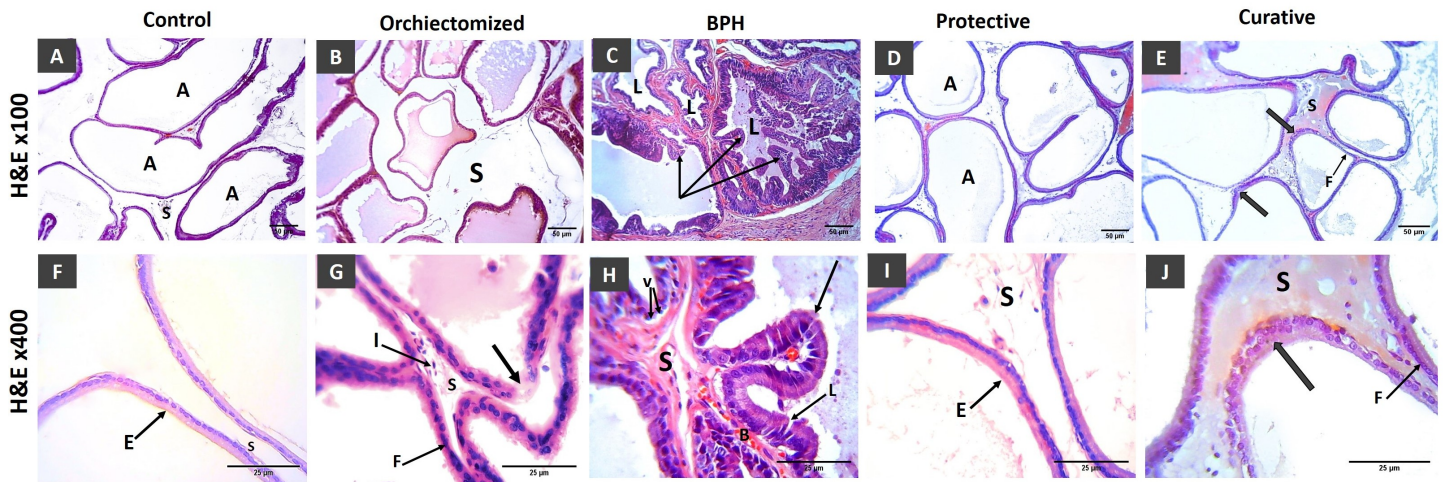 Control Orchiectomized BPH Protective Curative
H&E x100
A
A
A
A
S
50 µm
B
S
50 µm
C
L
L
L
50 µm
D
A
A
50 µm
E
S
F
50 µm
H&E x400
F
E
S
25 µm
G
I
S
F
25 µm
H
v
S
L
B
25 µm
I
S
E
25 µm
J
S
F
25 µm